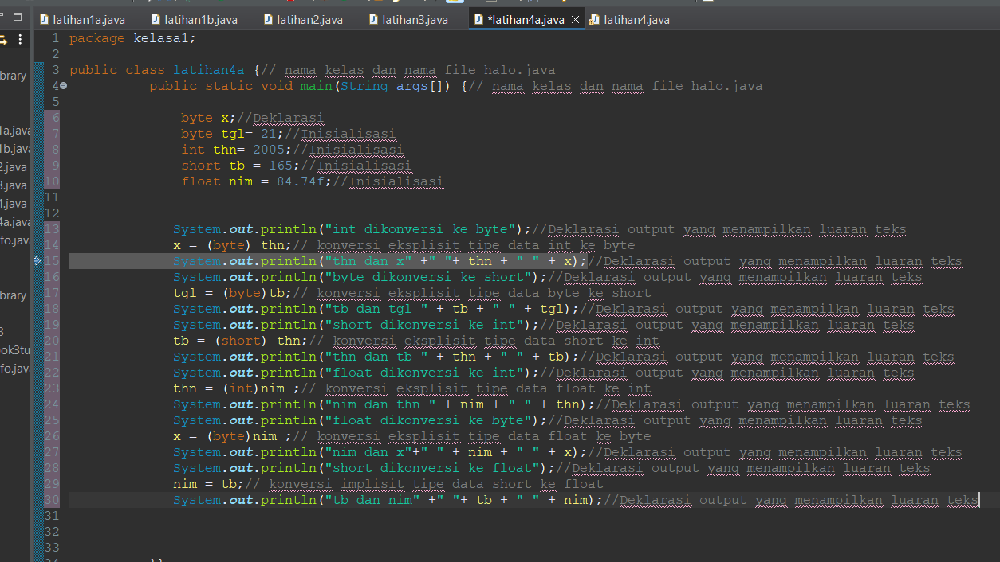 latihan1a.java latihan1b.java latihan2.java latihan3.java *latihan4a.java latihan4.java
1 package kelasa1;
2
3 public class latihan4a {// nama kelas dan nama file halo.java
4 public static void main(String args[]) {// nama kelas dan nama file halo.java
5
6 byte x;//Deklarasi
7 byte tgl= 21;//Inisialisasi
8 int thn= 2005;//Inisialisasi
9 short tb = 165;//Inisialisasi
10 float nim = 84.74f;//Inisialisasi
11
12
13 System.out.println("int dikonversi ke byte");//Deklarasi output yang menampilkan luaran teks
14 x = (byte) thn;// konversi eksplisit tipe data int ke byte
15 System.out.println("thn dan x" +" "+ thn + " " + x);//Deklarasi output yang menampilkan luaran teks
16 System.out.println("byte dikonversi ke short");//Deklarasi output yang menampilkan luaran teks
17 tgl = (byte)tb;// konversi eksplisit tipe data byte ke short
18 System.out.println("tb dan tgl " + tb + " " + tgl);//Deklarasi output yang menampilkan luaran teks
19 System.out.println("short dikonversi ke int");//Deklarasi output yang menampilkan luaran teks
20 tb = (short) thn;// konversi eksplisit tipe data short ke int
21 System.out.println("thn dan tb " + thn + " " + tb);//Deklarasi output yang menampilkan luaran teks
22 System.out.println("float dikonversi ke int");//Deklarasi output yang menampilkan luaran teks
23 thn = (int)nim ;// konversi eksplisit tipe data float ke int
24 System.out.println("nim dan thn " + nim + " " + thn);//Deklarasi output yang menampilkan luaran teks
25 System.out.println("float dikonversi ke byte");//Deklarasi output yang menampilkan luaran teks
26 x = (byte)nim ;// konversi eksplisit tipe data float ke byte
27 System.out.println("nim dan x"+" " + nim + " " + x);//Deklarasi output yang menampilkan luaran teks
28 System.out.println("short dikonversi ke float");//Deklarasi output yang menampilkan luaran teks
29 nim = tb;// konversi implisit tipe data short ke float
30 System.out.println("tb dan nim" +" "+ tb + " " + nim);//Deklarasi output yang menampilkan luaran teks
31
32
33
brary
1a.java
1b.java
2.java
3.java
4.java
4a.java
fo.jav
brary
3
ok3tu
fo.jav